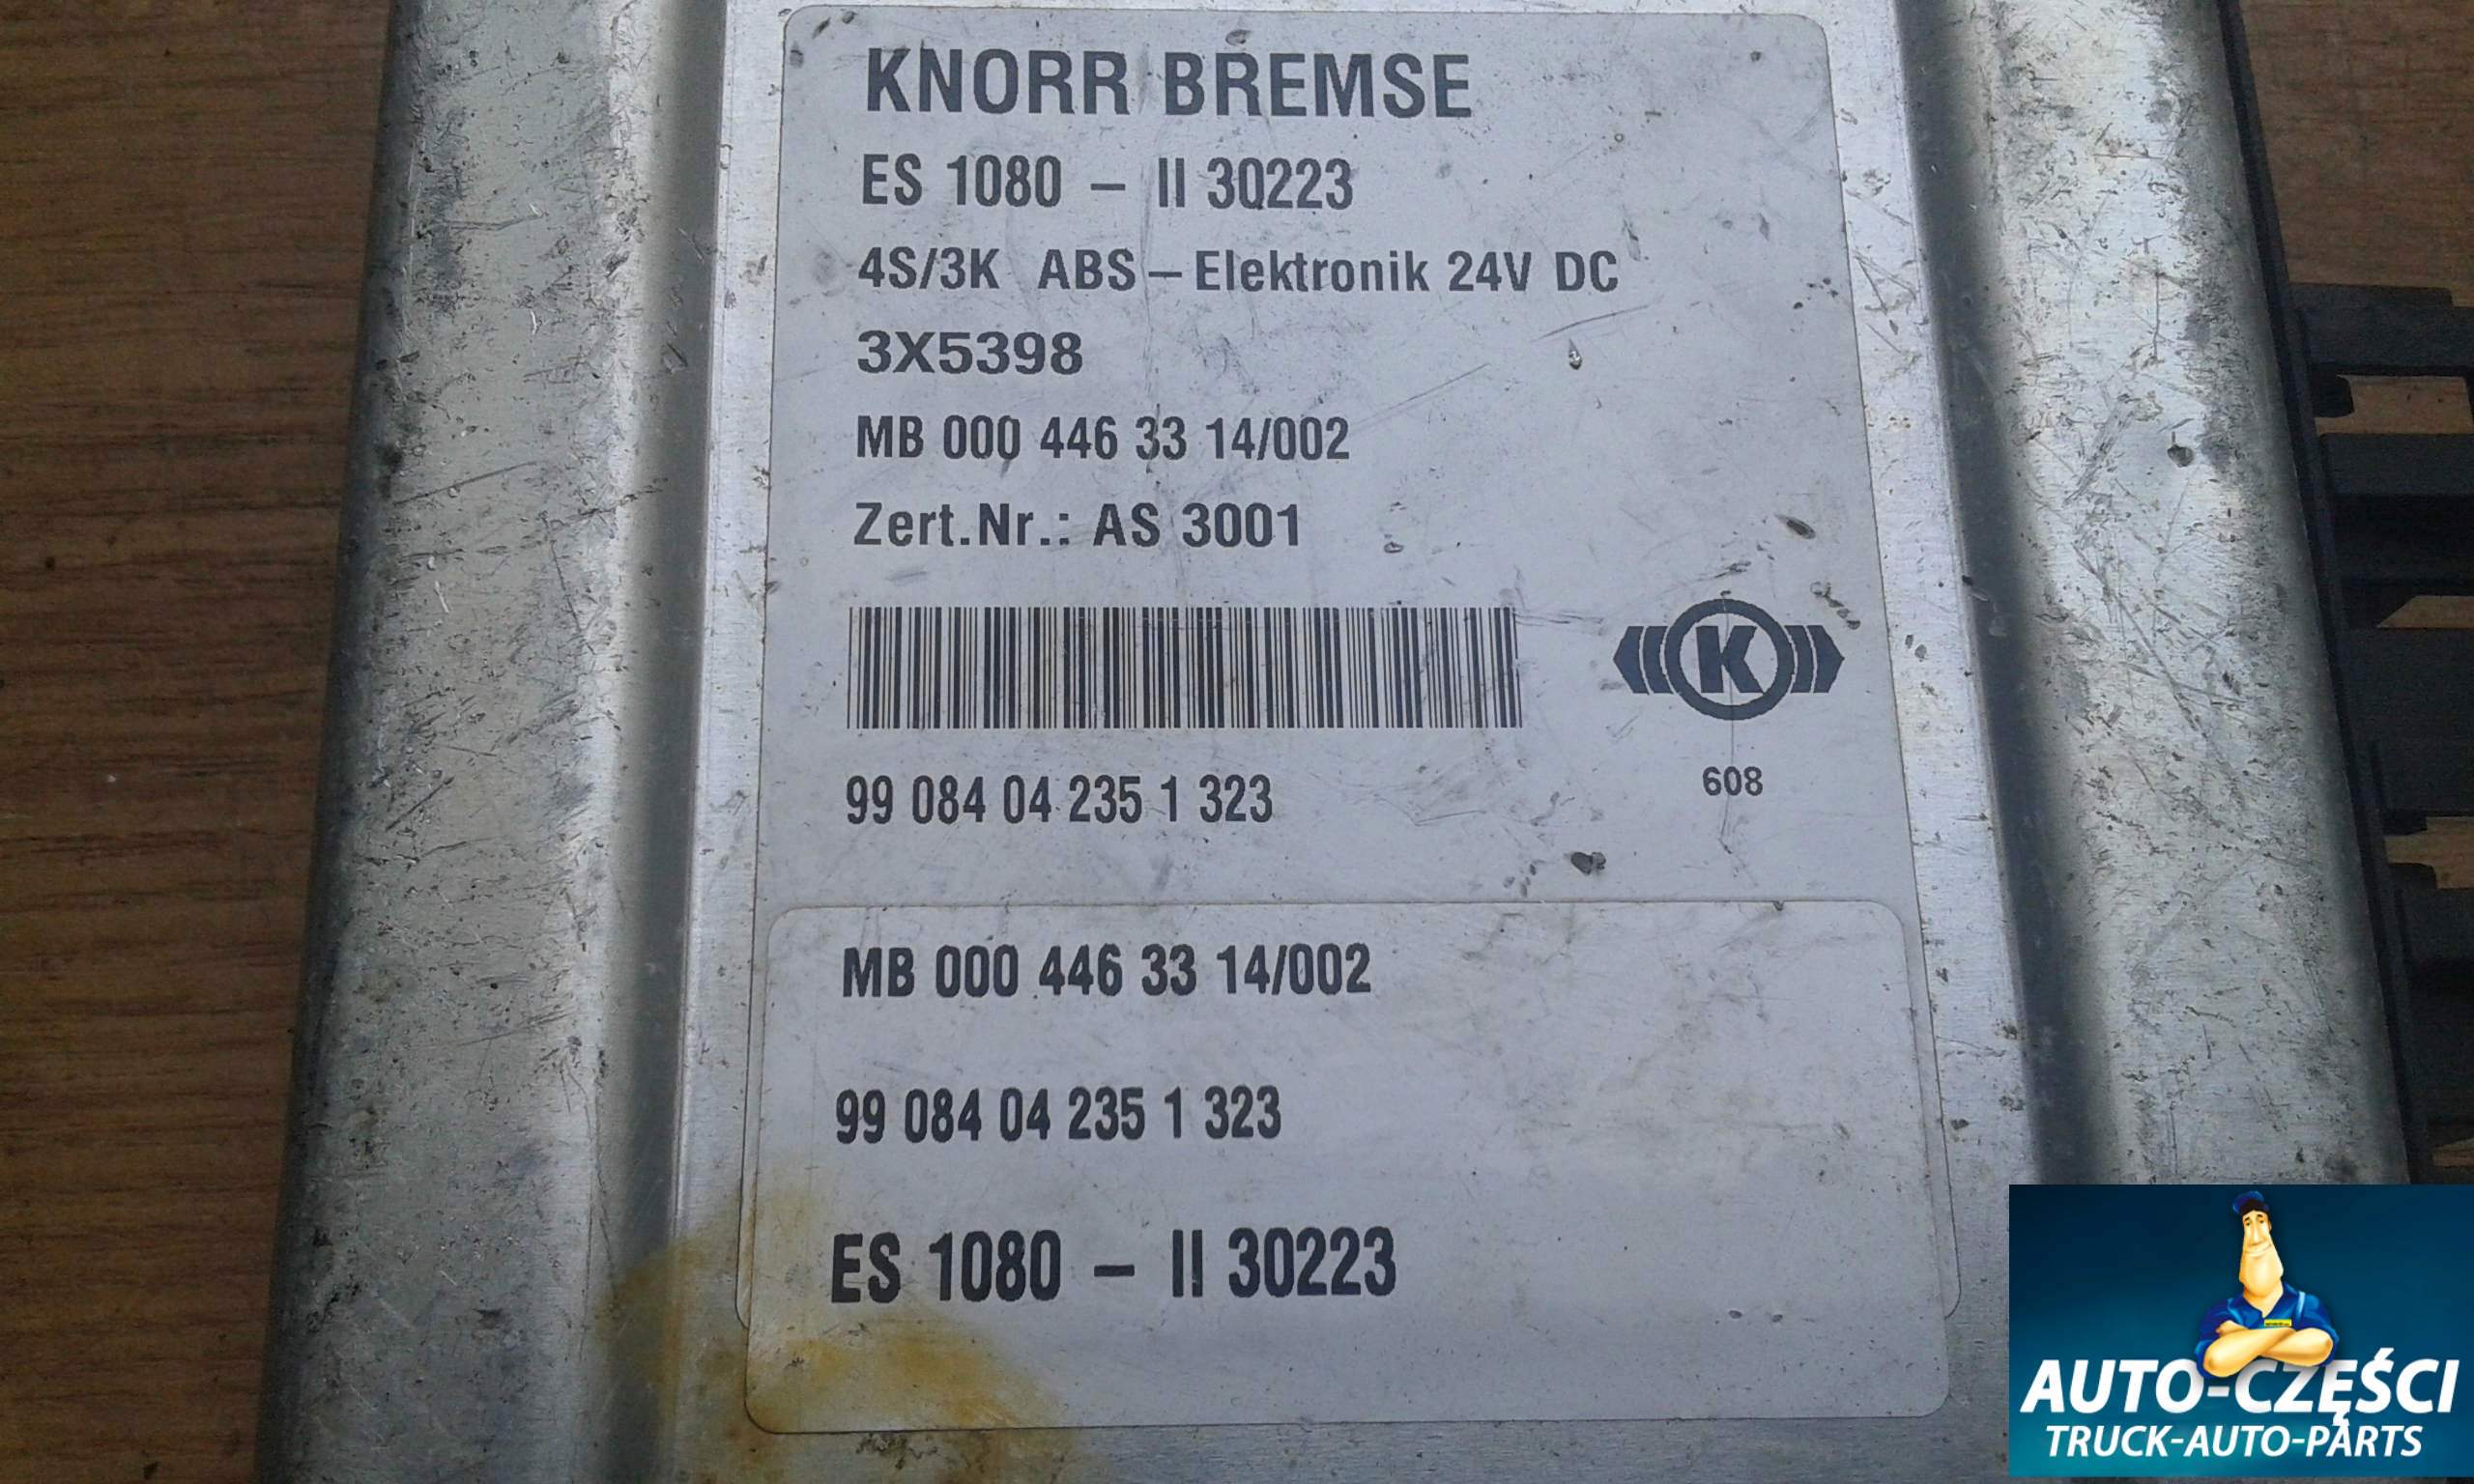 KNORR BREMSE
ES 1080 – II 30223
4S/3K ABS – Elektronik 24V DC
3X5398
MB 000 446 33 14/002
Zert.Nr.: AS 3001
K
99 084 04 235 1 323
608
MB 000 446 33 14/002
99 084 04 235 1 323
ES 1080 – II 30223
AUTO-CZĘŚCI
TRUCK-AUTO-PARTS